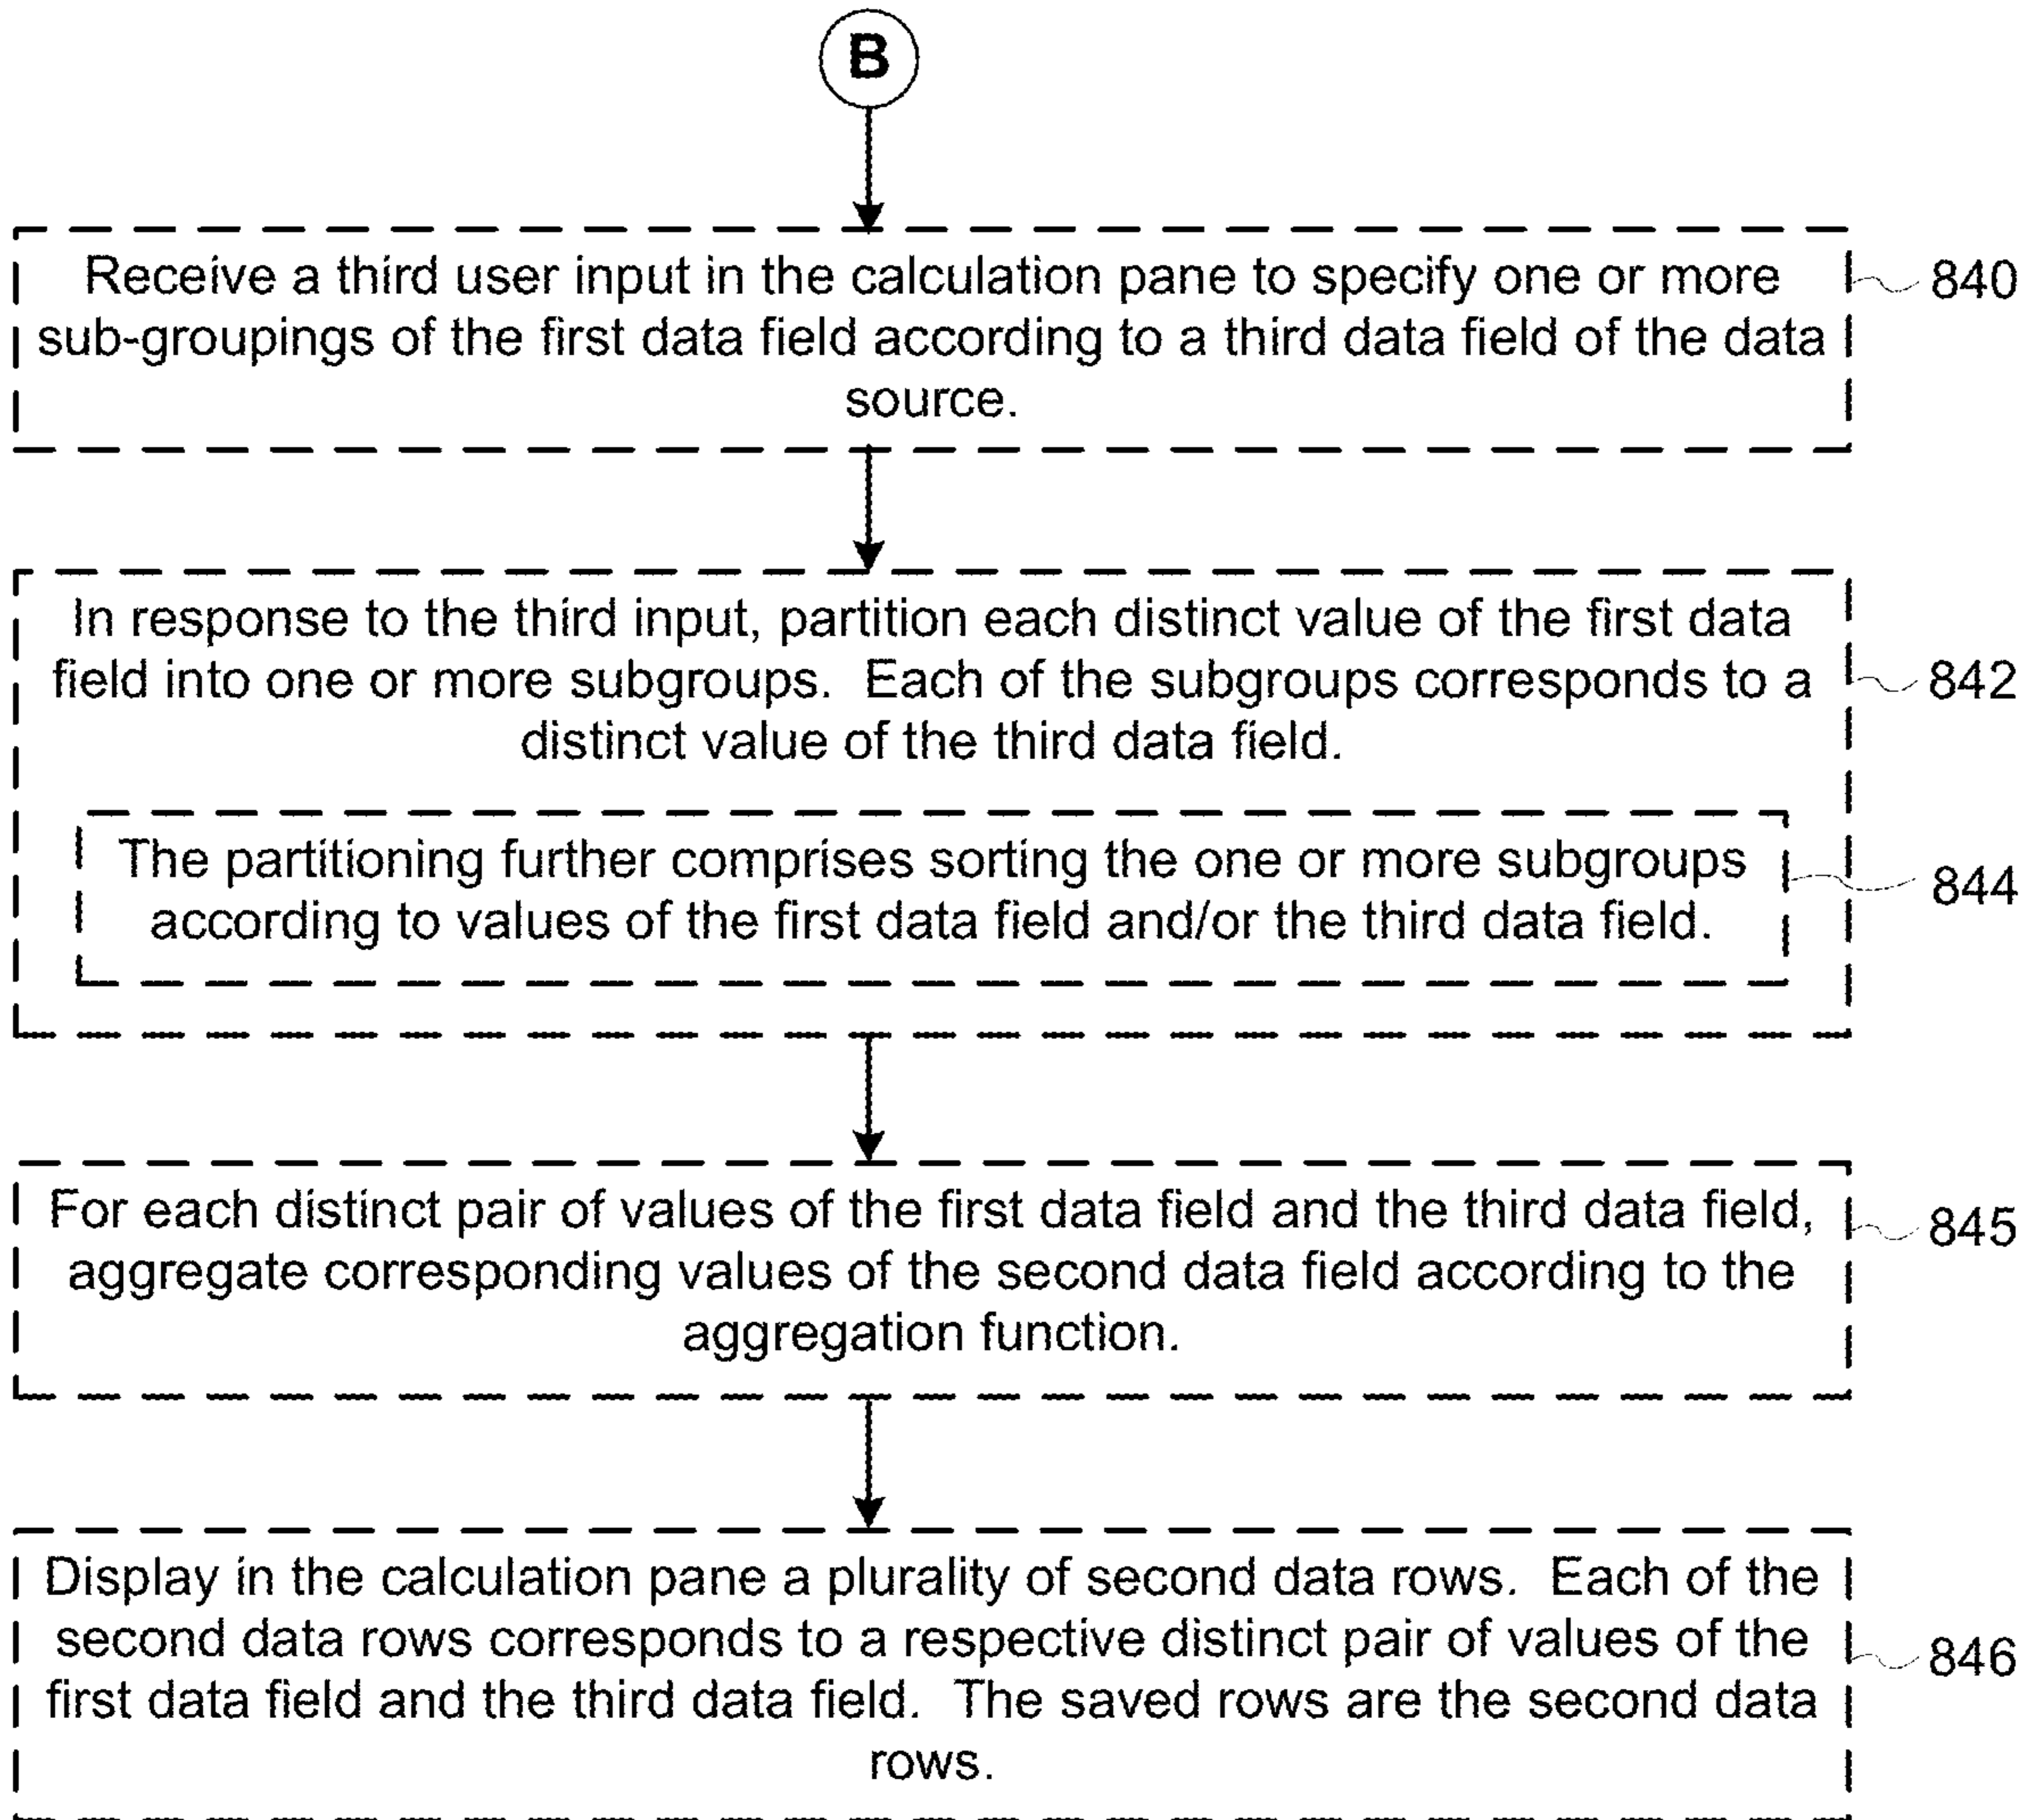 B
Receive a third user input in the calculation pane to specify one or more
sub-groupings of the first data field according to a third data field of the data
source.
840
In response to the third input, partition each distinct value of the first data
field into one or more subgroups. Each of the subgroups corresponds to a
distinct value of the third data field.
842
The partitioning further comprises sorting the one or more subgroups
according to values of the first data field and/or the third data field.
844
For each distinct pair of values of the first data field and the third data field,
aggregate corresponding values of the second data field according to the
aggregation function.
845
Display in the calculation pane a plurality of second data rows. Each of the
second data rows corresponds to a respective distinct pair of values of the
first data field and the third data field. The saved rows are the second data
rows.
846